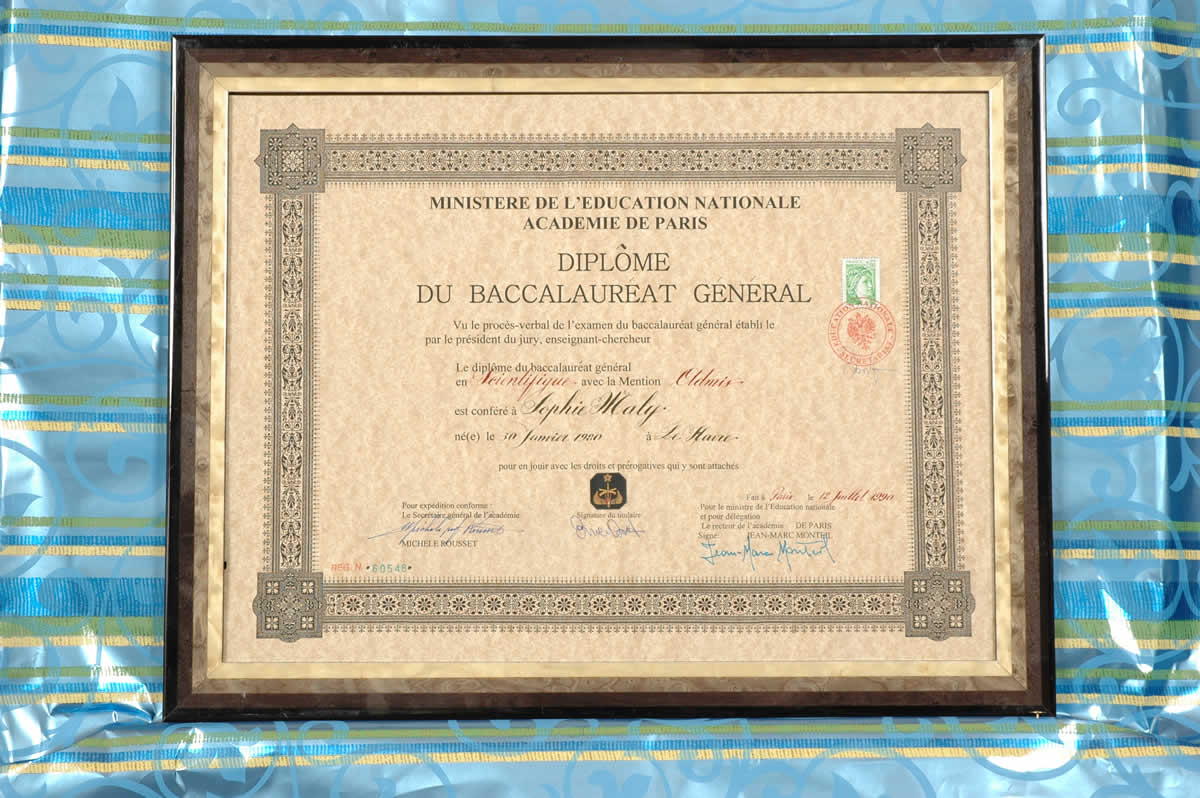 MINISTERE DE L'EDUCATION NATIONALE
ACADEMIE DE PARIS
DIPLÔME
DU BACCALAUREAT GÉNÉRAL
Vu le procès-verbal de l'examen du baccalauréat général établi le
par le président du jury, enseignant-chercheur
Le diplôme du baccalauréat général
en Scientifique avec la Mention
est conféré à Sophie Maly
né(e) le 30 Janvier 1980 à Le Havre
pour en jouir avec les droits et prérogatives qui y sont attachés
EDUCATION NATIONALE
Fait à Paris le 12 Juillet 1990
Pour expédition conforme :
Le Secrétaire général de l'académie
MICHELE ROUSSET
Signature du titulaire
Pour le ministre de l'Education nationale
et pour délégation
Le recteur de l'académie DE PARIS
Signé: JEAN-MARC MONTEIL
Jean-Marc Monteil
REG. N. 60548